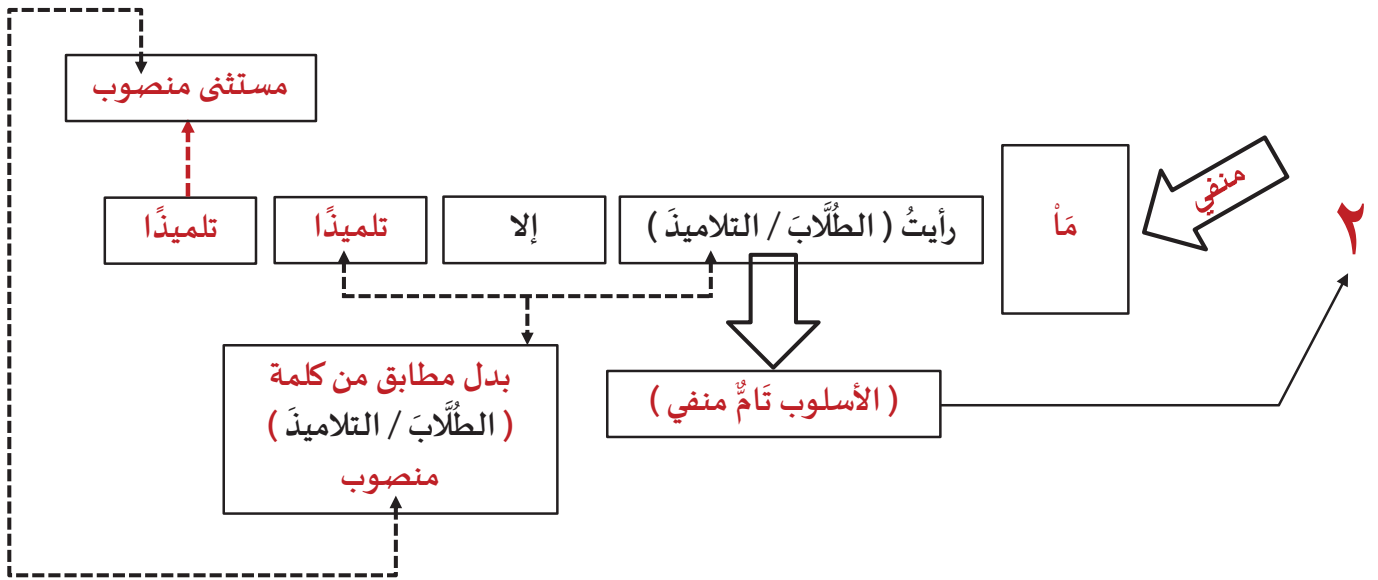 مستثنى منصوب
٢
منفي
مَاْ
رأيتُ ( الطُلَّابَ / التلاميذَ )
إلا
تلميذًا
تلميذًا
( الأسلوب تَامٌّ منفي )
بدل مطابق من كلمة
( الطُلَّابَ / التلاميذَ )
منصوب